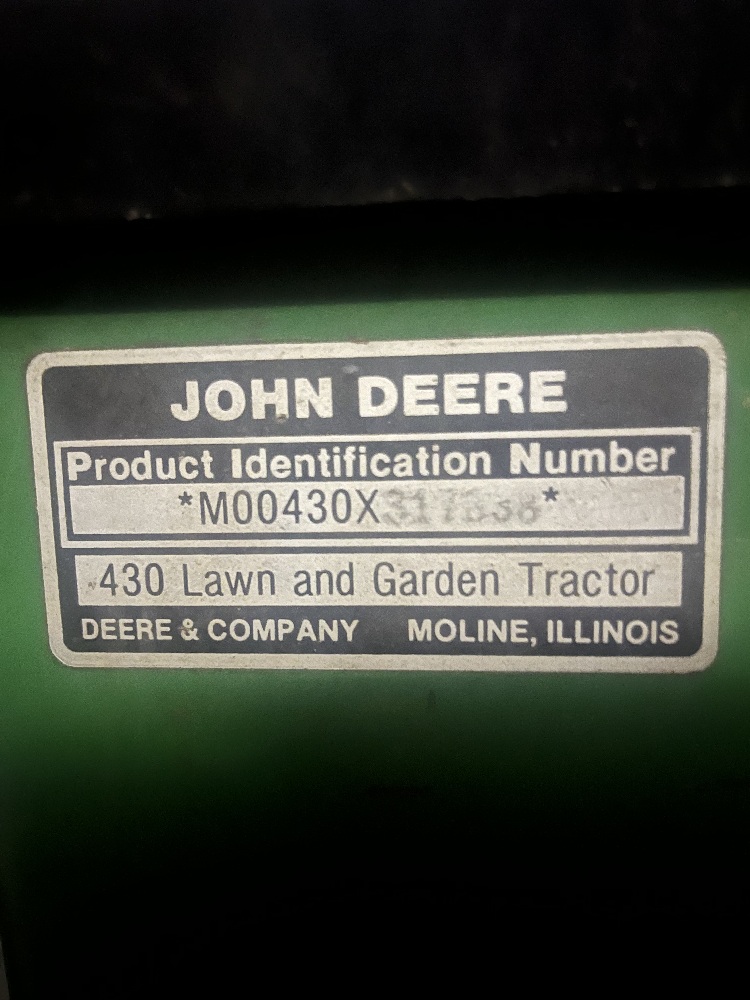 JOHN DEERE
Product Identification Number
*M00430X
430 Lawn and Garden Tractor
DEERE & COMPANY MOLINE, ILLINOIS